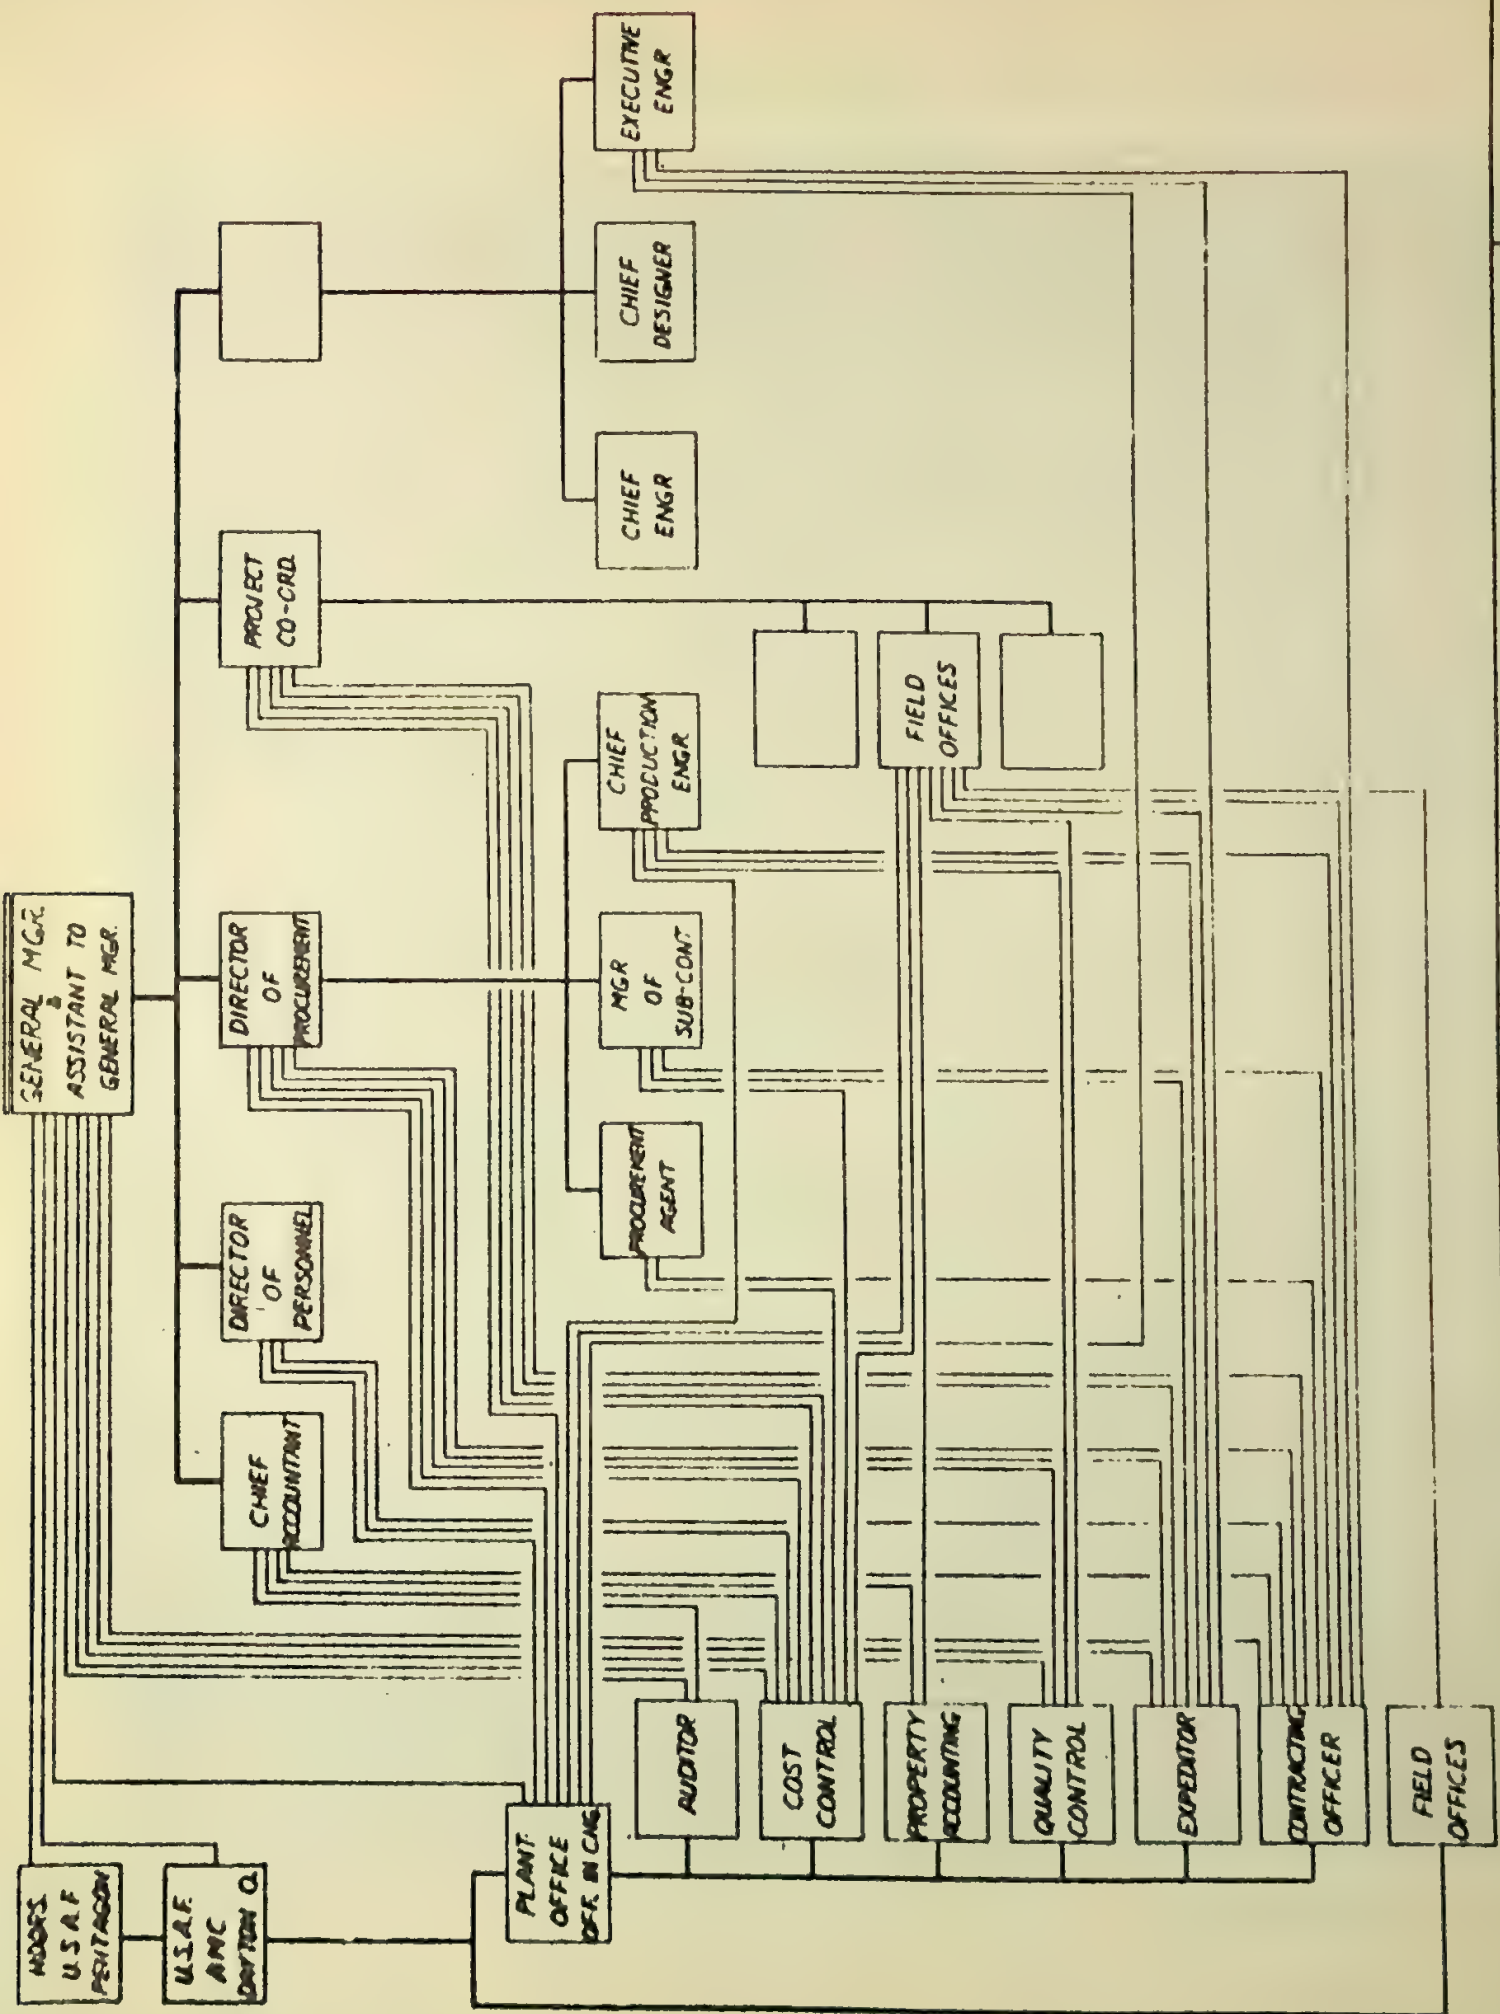 GENERAL MGR.
&
ASSISTANT TO
GENERAL MGR.
HDQRS.
U.S.A.F
PENTAGON
U.S.A.F.
AMC
DAYTON O
CHIEF
ACCOUNTANT
DIRECTOR
OF
PERSONNEL
DIRECTOR
OF
PROCUREMENT
PROJECT
CO-ORD.
PROCUREMENT
AGENT
MGR
OF
SUB-CONT
CHIEF
PRODUCTION
ENGR
CHIEF
ENGR
CHIEF
DESIGNER
EXECUTIVE
ENGR
FIELD
OFFICES
PLANT
OFFICE
OFF. IN CHG.
AUDITOR
COST
CONTROL
PROPERTY
ACCOUNTING
QUALITY
CONTROL
EXPEDITOR
CONTRACTING
OFFICER
FIELD
OFFICES